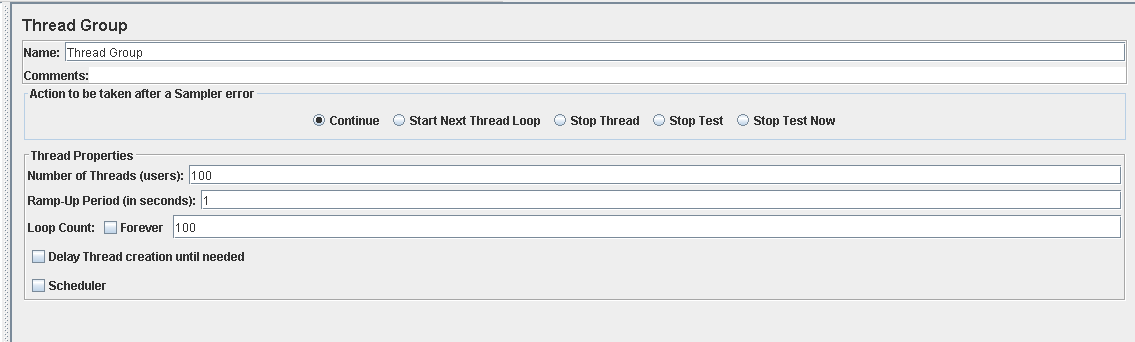 Thread Group
Name: Thread Group
Comments:
Action to be taken after a Sampler error
Continue Start Next Thread Loop Stop Thread Stop Test Stop Test Now
Thread Properties
Number of Threads (users): 100
Ramp-Up Period (in seconds): 1
Loop Count: Forever 100
Delay Thread creation until needed
Scheduler